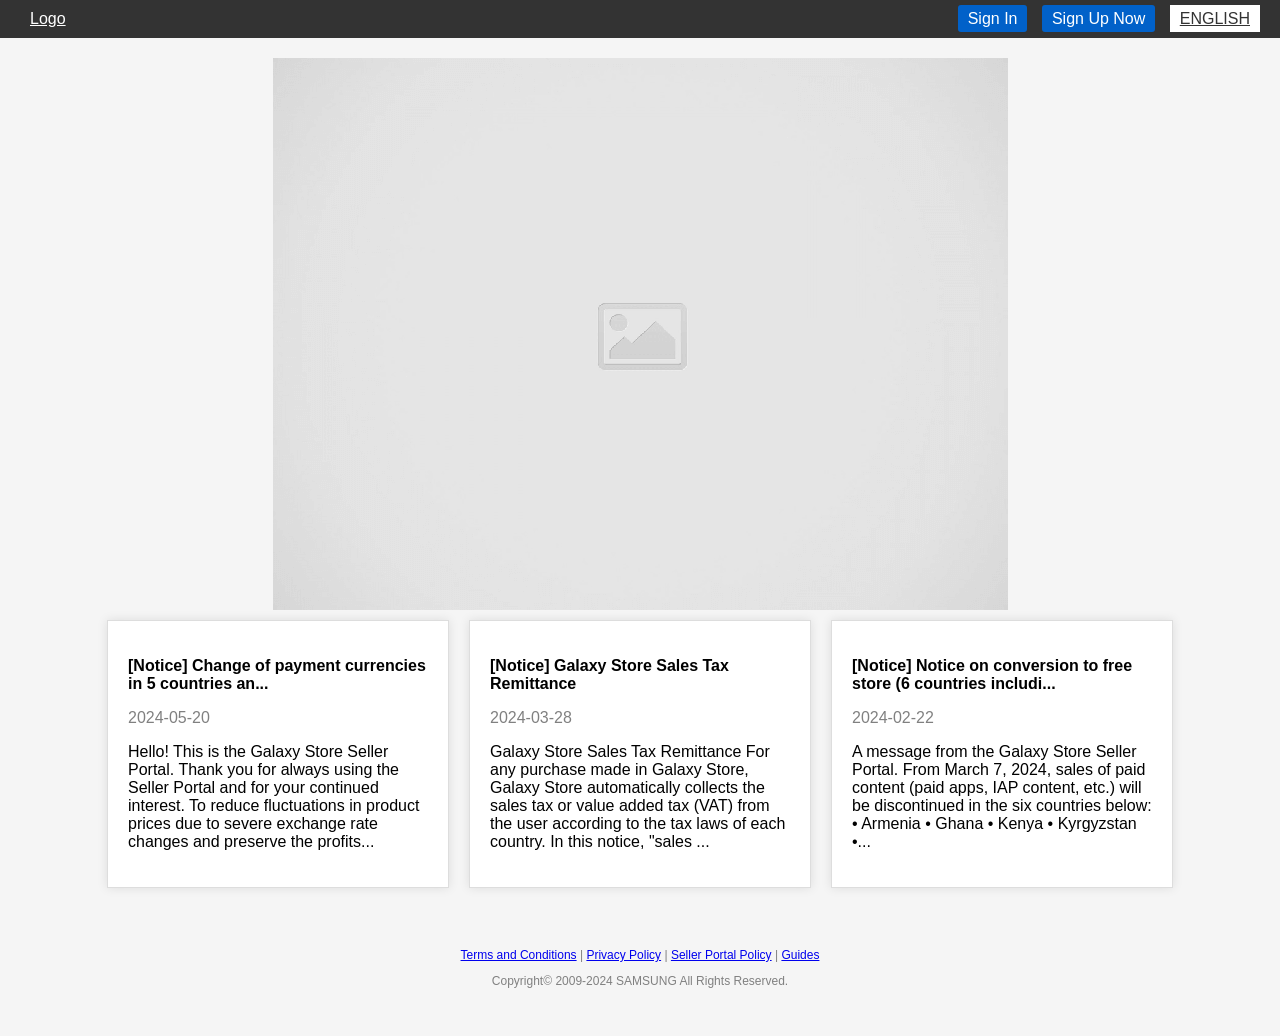 Logo
Sign In
Sign Up Now
ENGLISH
[Notice] Change of payment currencies
in 5 countries an...
2024-05-20
Hello! This is the Galaxy Store Seller
Portal. Thank you for always using the
Seller Portal and for your continued
interest. To reduce fluctuations in product
prices due to severe exchange rate
changes and preserve the profits...
[Notice] Galaxy Store Sales Tax
Remittance
2024-03-28
Galaxy Store Sales Tax Remittance For
any purchase made in Galaxy Store,
Galaxy Store automatically collects the
sales tax or value added tax (VAT) from
the user according to the tax laws of each
country. In this notice, "sales ...
[Notice] Notice on conversion to free
store (6 countries includi...
2024-02-22
A message from the Galaxy Store Seller
Portal. From March 7, 2024, sales of paid
content (paid apps, IAP content, etc.) will
be discontinued in the six countries below:
• Armenia • Ghana • Kenya • Kyrgyzstan
•...
Terms and Conditions | Privacy Policy | Seller Portal Policy | Guides
Copyright© 2009-2024 SAMSUNG All Rights Reserved.